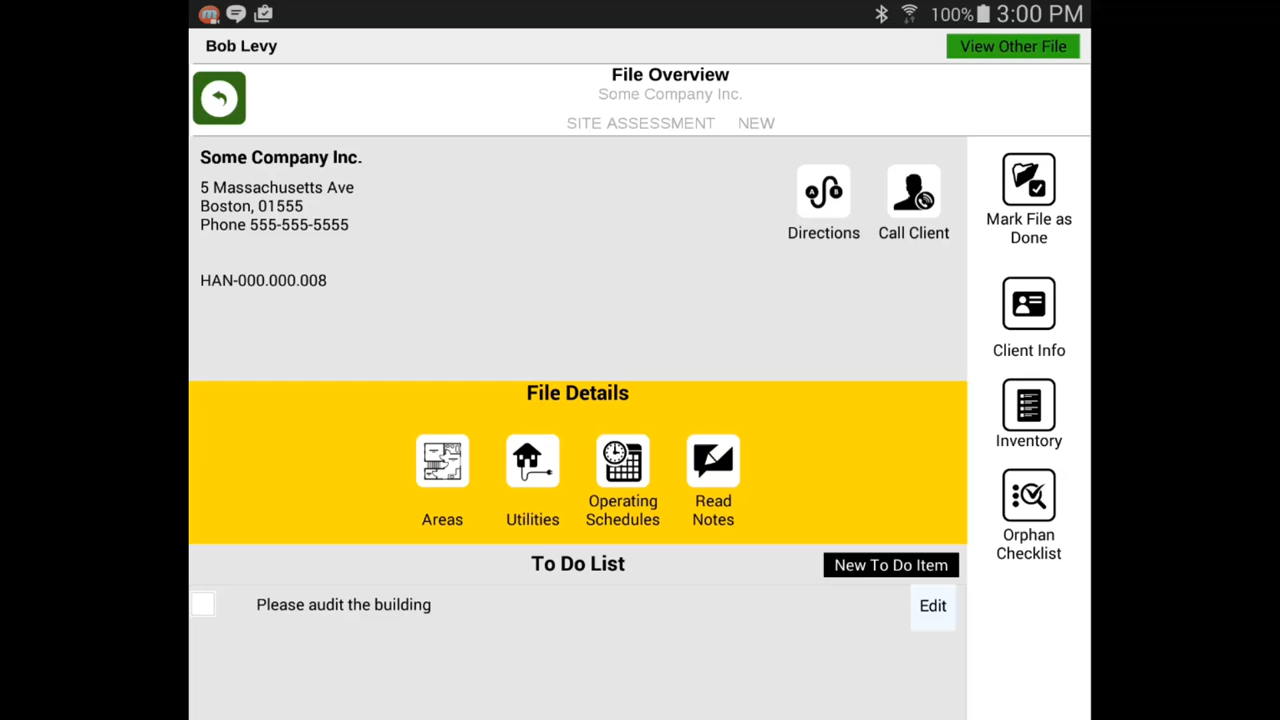 100% 3:00 PM
Bob Levy
View Other File
File Overview
Some Company Inc.
SITE ASSESSMENT NEW
Some Company Inc.
5 Massachusetts Ave
Boston, 01555
Phone 555-555-5555
HAN-000.000.008
A B
Directions
Call Client
Mark File as
Done
Client Info
Inventory
Orphan
Checklist
File Details
Areas
Utilities
Operating
Schedules
Read
Notes
To Do List
New To Do Item
Please audit the building
Edit